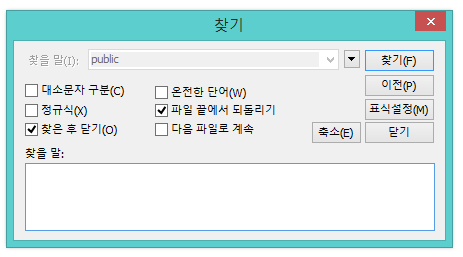 찾기
찾을 말(I): public 찾기(F)
이전(P)
대소문자 구분(C) 온전한 단어(W)
정규식(X) 파일 끝에서 되돌리기 표식설정(M)
찾은 후 닫기(O) 다음 파일로 계속 축소(E) 닫기
찾을 말: